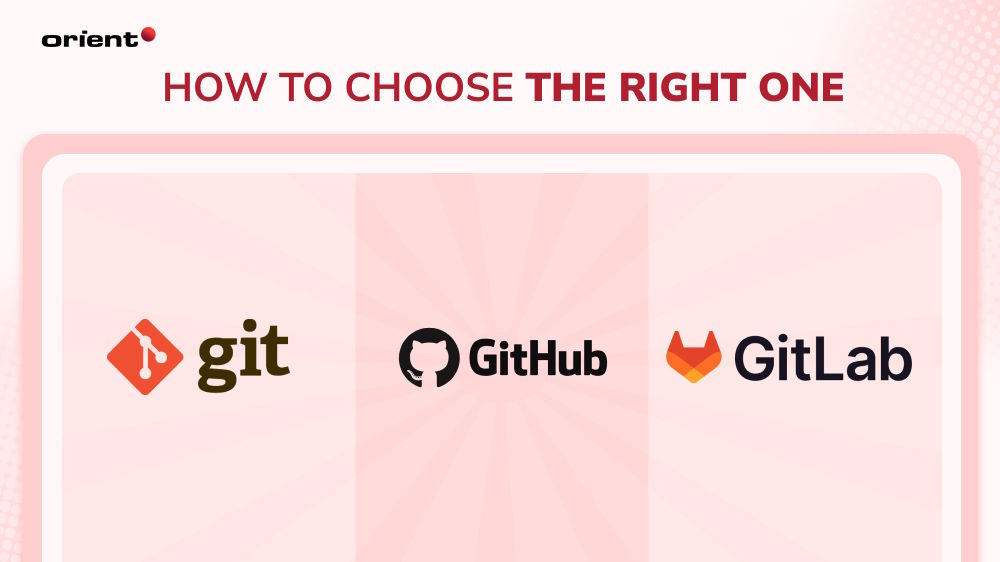 orient
HOW TO CHOOSE THE RIGHT ONE
git
GitHub
GitLab